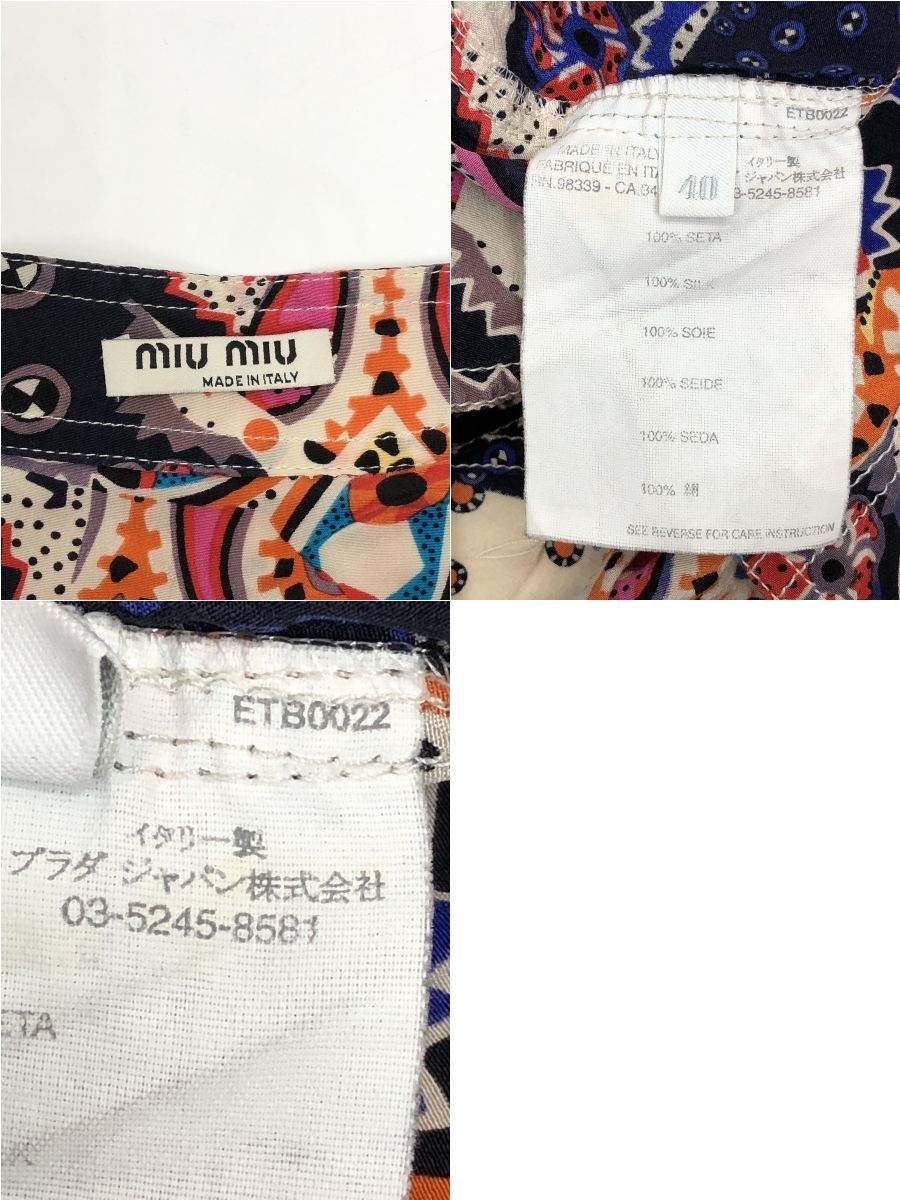 miu miu
MADE IN ITALY
ETB0022
MADE IN ITALY
FABRIQUE EN
98339 - CA.34
40
イタリー製
ジャパン株式会社
3-5245-8581
100% SETA
100% SILK
100% SOIE
100% SEIDE
100% SEDA
100% 絹
SEE REVERSE FOR CARE INSTRUCTION
ETB0022
イタリー製
プラダ ジャパン株式会社
03-5245-8581
ETA